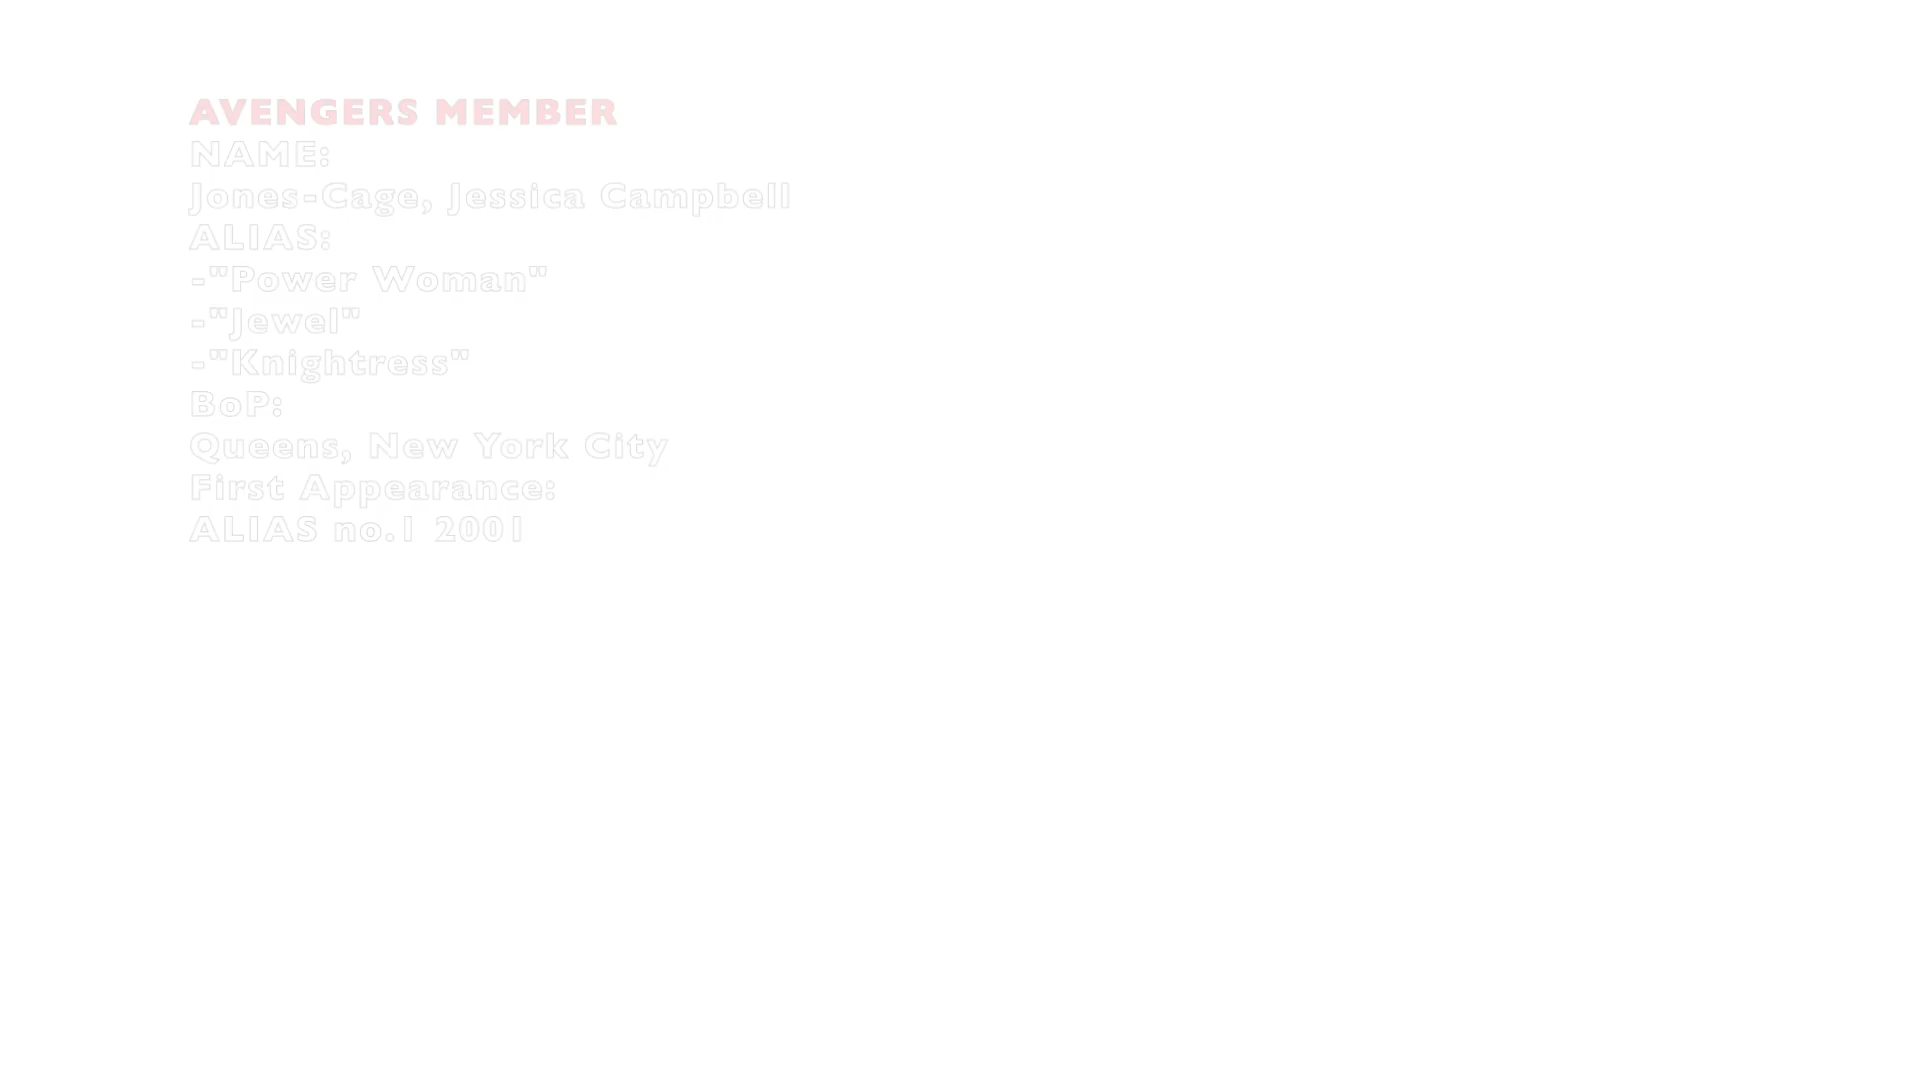 AVENGERS MEMBER
NAME:
Jones-Cage, Jessica Campbell
ALIAS:
-"Power Woman"
-"Jewel"
-"Knightress"
BoP:
Queens, New York City
First Appearance:
ALIAS no.1 2001